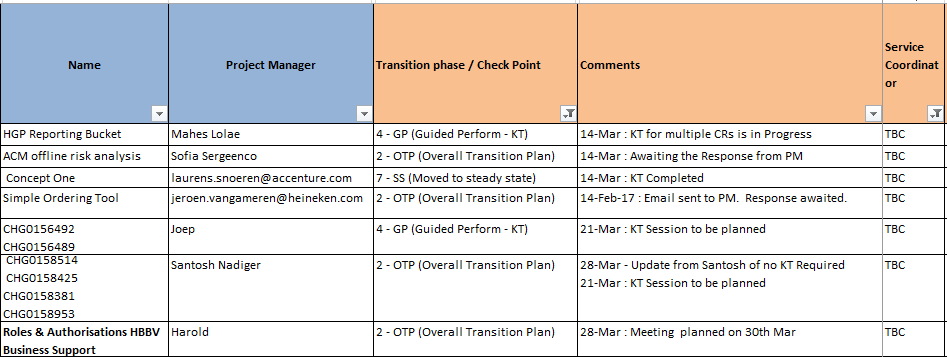 Name Project Manager Transition phase / Check Point Comments Service Coordinat or
HGP Reporting Bucket Mahes Lolae 4 - GP (Guided Perform - KT) 14-Mar : KT for multiple CRs is in Progress TBC
ACM offline risk analysis Sofia Sergeenco 2 - OTP (Overall Transition Plan) 14-Mar : Awaiting the Response from PM TBC
Concept One laurens.snoeren@accenture.com 7 - SS (Moved to steady state) 14-Mar : KT Completed TBC
Simple Ordering Tool jeroen.vangameren@heineken.com 2 - OTP (Overall Transition Plan) 14-Feb-17 : Email sent to PM. Response awaited. TBC
CHG0156492 Joep 4 - GP (Guided Perform - KT) 21-Mar : KT Session to be planned TBC
CHG0156489
CHG0158514 Santosh Nadiger 2 - OTP (Overall Transition Plan) 28-Mar - Update from Santosh of no KT Required TBC
CHG0158425 21-Mar : KT Session to be planned
CHG0158381
CHG0158953
Roles & Authorisations HBBV Harold 2 - OTP (Overall Transition Plan) 28-Mar : Meeting planned on 30th Mar TBC
Business Support